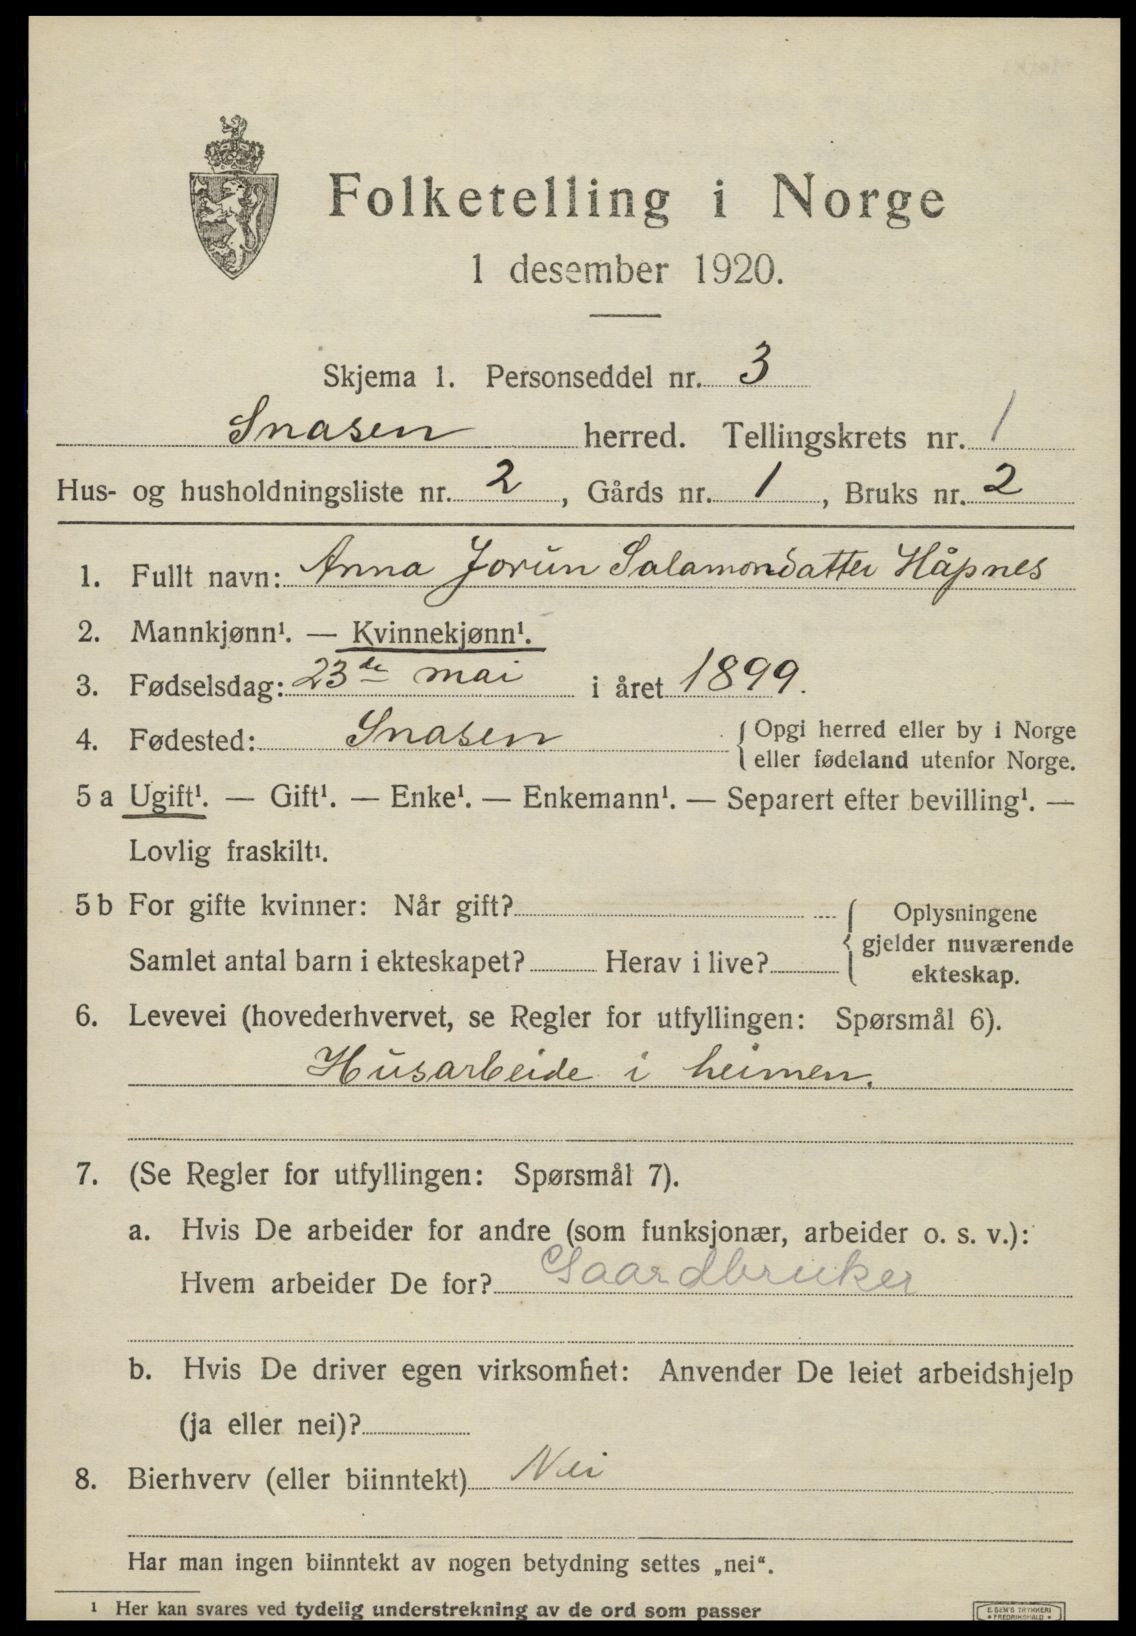 Folketelling i Norge
1 desember 1920.
Skjema 1. Personseddel nr. 3
Snasen herred. Tellingskrets nr. 1
Hus- og husholdningsliste nr. 2, Gårds nr. 1, Bruks nr. 2
1. Fullt navn: Anna Jorun Salamonsdatter Håpnes
2. Mannkjønn¹. — Kvinnekjønn¹.
3. Fødselsdag: 23de mai i året 1899.
4. Fødested: Snasen { Opgi herred eller by i Norge
eller fødeland utenfor Norge.
5 a Ugift¹. — Gift¹. — Enke¹. — Enkemann¹. — Separert efter bevilling¹. —
Lovlig fraskilt¹.
5 b For gifte kvinner: Når gift? { Oplysningene
gjelder nuværende
ekteskap.
Samlet antal barn i ekteskapet? Herav i live?
6. Levevei (hovederhvervet, se Regler for utfyllingen: Spørsmål 6).
Husarbeide i heimen.
7. (Se Regler for utfyllingen: Spørsmål 7).
a. Hvis De arbeider for andre (som funksjonær, arbeider o. s. v.):
Hvem arbeider De for? Gaardbruker
b. Hvis De driver egen virksomhet: Anvender De leiet arbeidshjelp
(ja eller nei)?
8. Bierhverv (eller biinntekt) Nei
Har man ingen biinntekt av nogen betydning settes „nei“.
¹ Her kan svares ved tydelig understrekning av de ord som passer
E. SEM'S TRYKKERI
FREDRIKSHALD